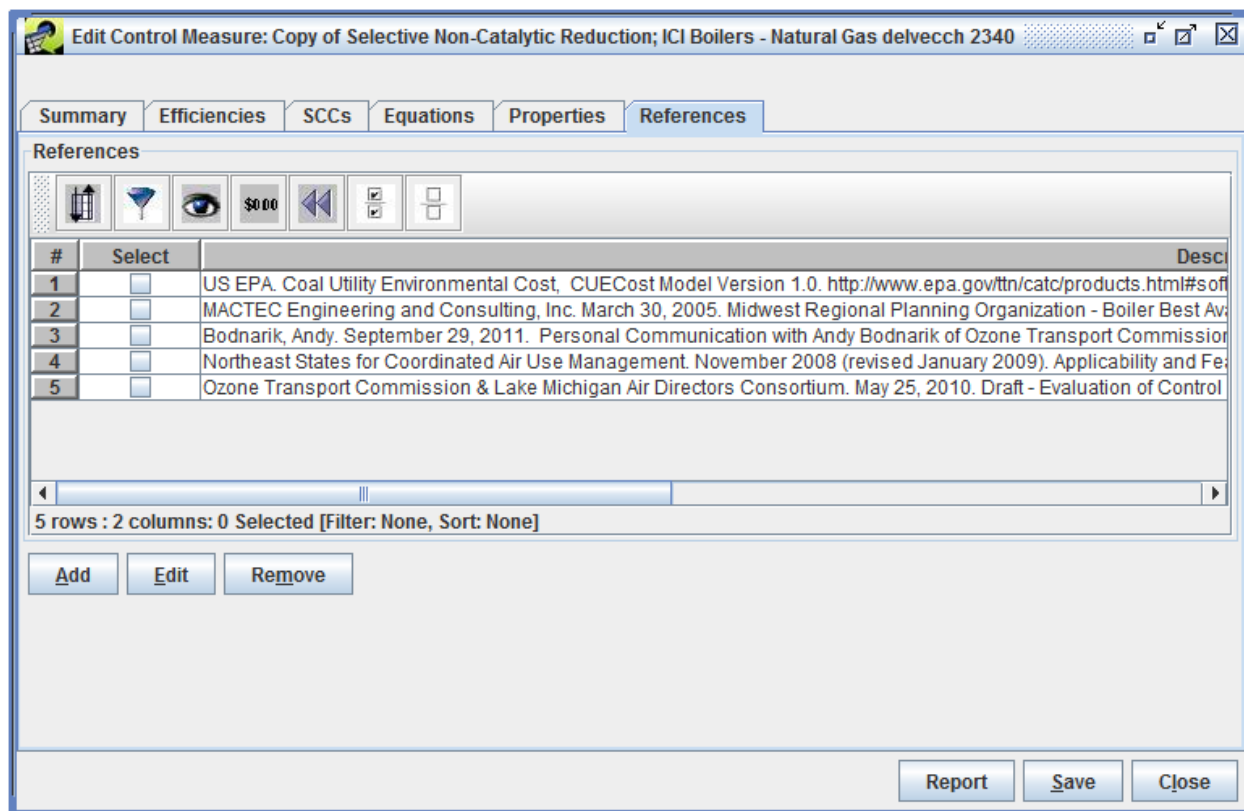 Edit Control Measure: Copy of Selective Non-Catalytic Reduction; ICI Boilers - Natural Gas delvecch 2340
Summary Efficiencies SCCs Equations Properties References
References
$000
# Select Descri
1 US EPA. Coal Utility Environmental Cost, CUECost Model Version 1.0. http://www.epa.gov/ttn/catc/products.html#soft
2 MACTEC Engineering and Consulting, Inc. March 30, 2005. Midwest Regional Planning Organization - Boiler Best Ava
3 Bodnarik, Andy. September 29, 2011. Personal Communication with Andy Bodnarik of Ozone Transport Commission
4 Northeast States for Coordinated Air Use Management. November 2008 (revised January 2009). Applicability and Fea
5 Ozone Transport Commission & Lake Michigan Air Directors Consortium. May 25, 2010. Draft - Evaluation of Control
5 rows : 2 columns: 0 Selected [Filter: None, Sort: None]
Add Edit Remove
Report Save Close